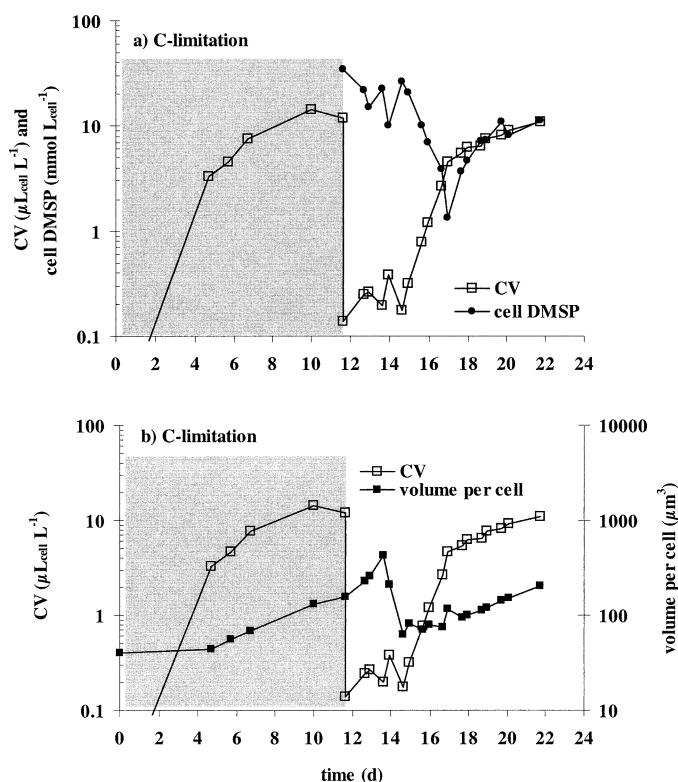 a) C-limitation
CV (µLcell L⁻¹) and
cell DMSP (mmol Lcell⁻¹)
100
10
1
0.1
CV
cell DMSP
0 2 4 6 8 10 12 14 16 18 20 22 24
b) C-limitation
CV (µLcell L⁻¹)
100
10
1
0.1
CV
volume per cell
10000
1000
100
10
volume per cell (µm³)
0 2 4 6 8 10 12 14 16 18 20 22 24
time (d)